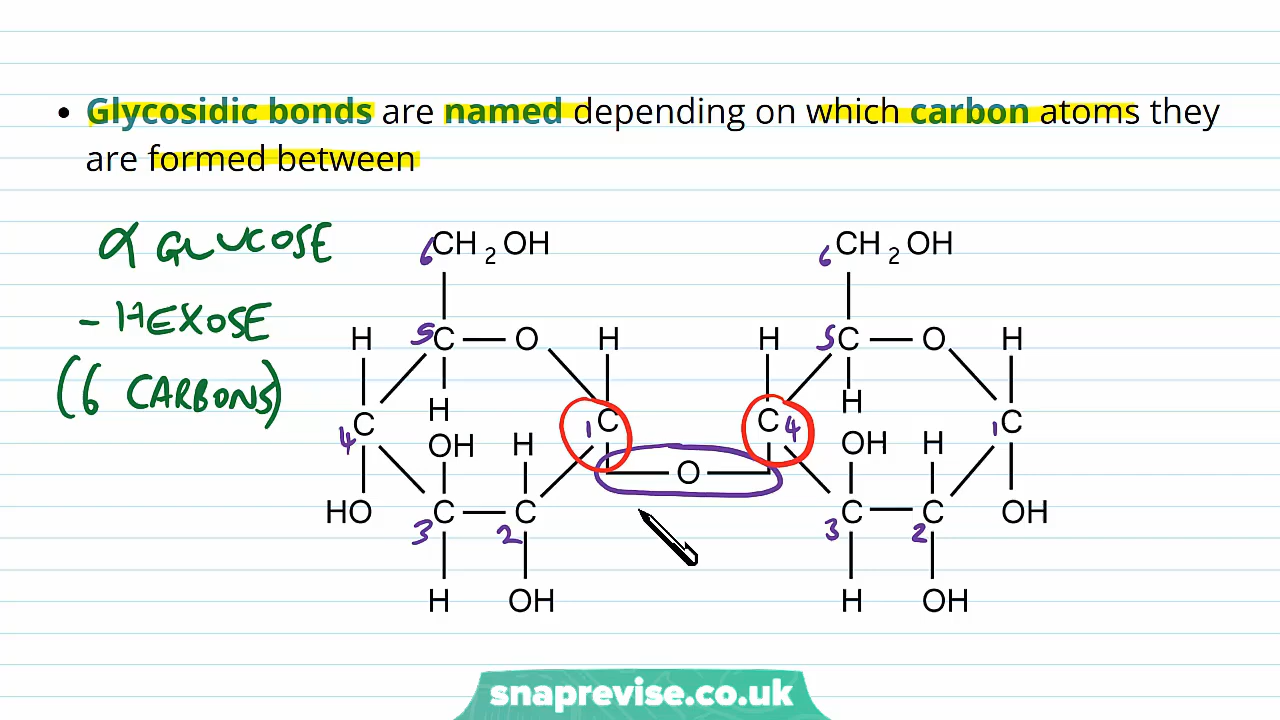 • Glycosidic bonds are named depending on which carbon atoms they
are formed between
α GLUCOSE
- HEXOSE
(6 CARBONS)
6 CH2OH 6 CH2OH
H 5 C O H H 5 C O H
H H
4 C 1 C C 4 1 C
OH H O OH H
HO 3 C 2 C 3 C 2 C OH
H OH H OH
snaprevise.co.uk